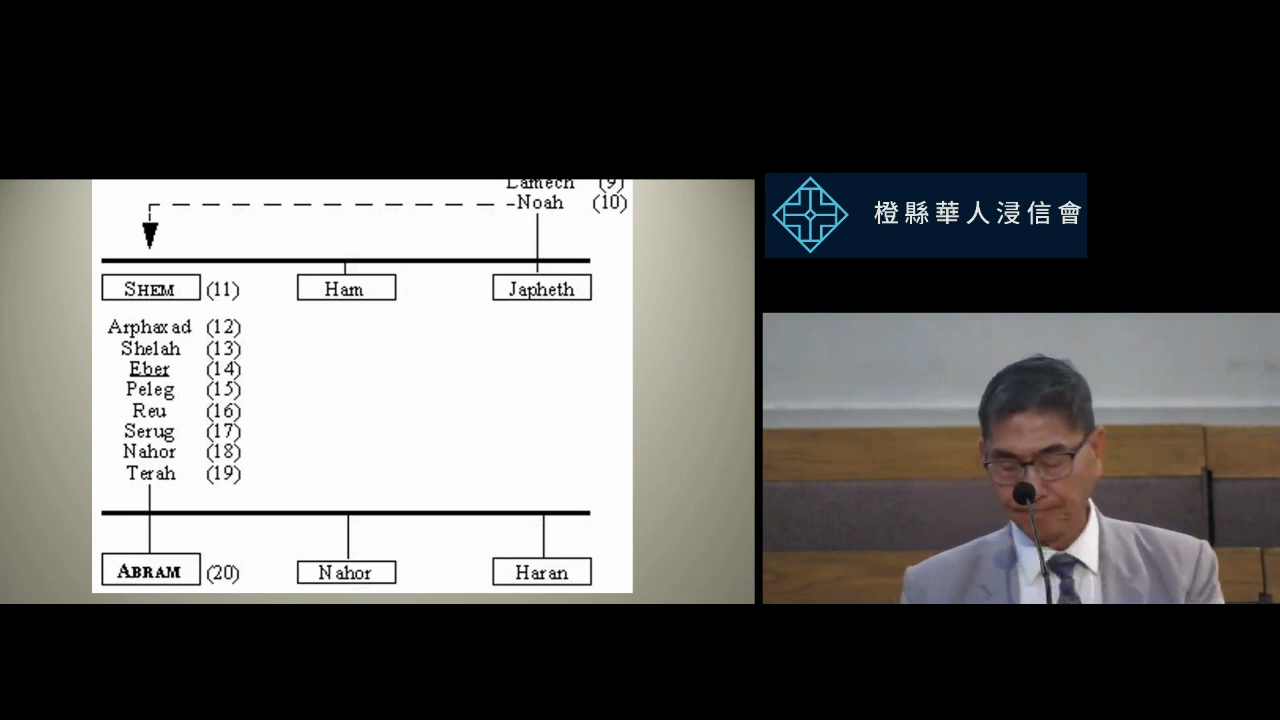 Lamech (9)
Noah (10)
SHEM (11) Ham Japheth
Arphaxad (12)
Shelah (13)
Eber (14)
Peleg (15)
Reu (16)
Serug (17)
Nahor (18)
Terah (19)
ABRAM (20) Nahor Haran
橙縣華人浸信會